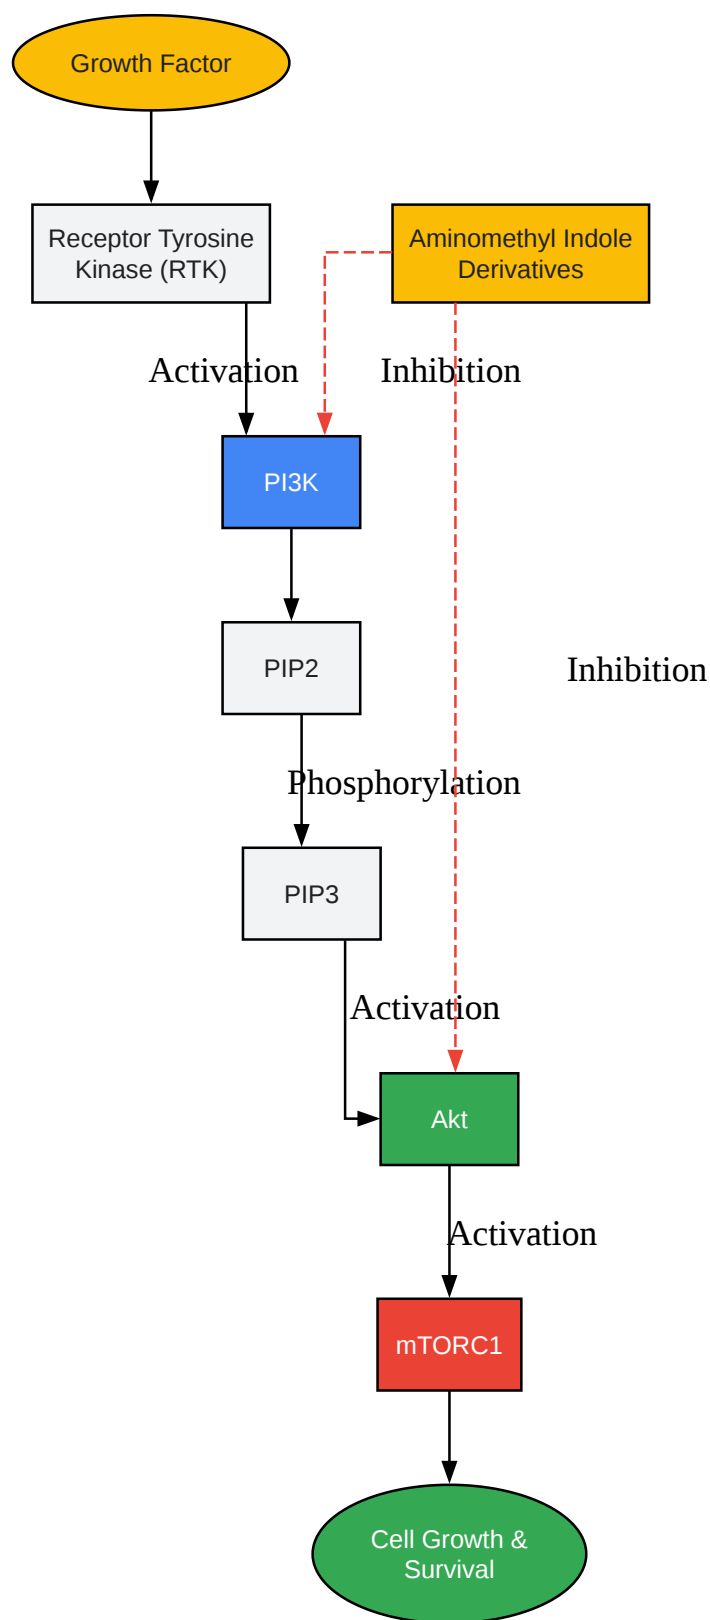 Growth Factor
Receptor Tyrosine
Kinase (RTK)
Aminomethyl Indole
Derivatives
Activation
Inhibition
PI3K
PIP2
Inhibition
Phosphorylation
PIP3
Activation
Akt
Activation
mTORC1
Cell Growth &
Survival